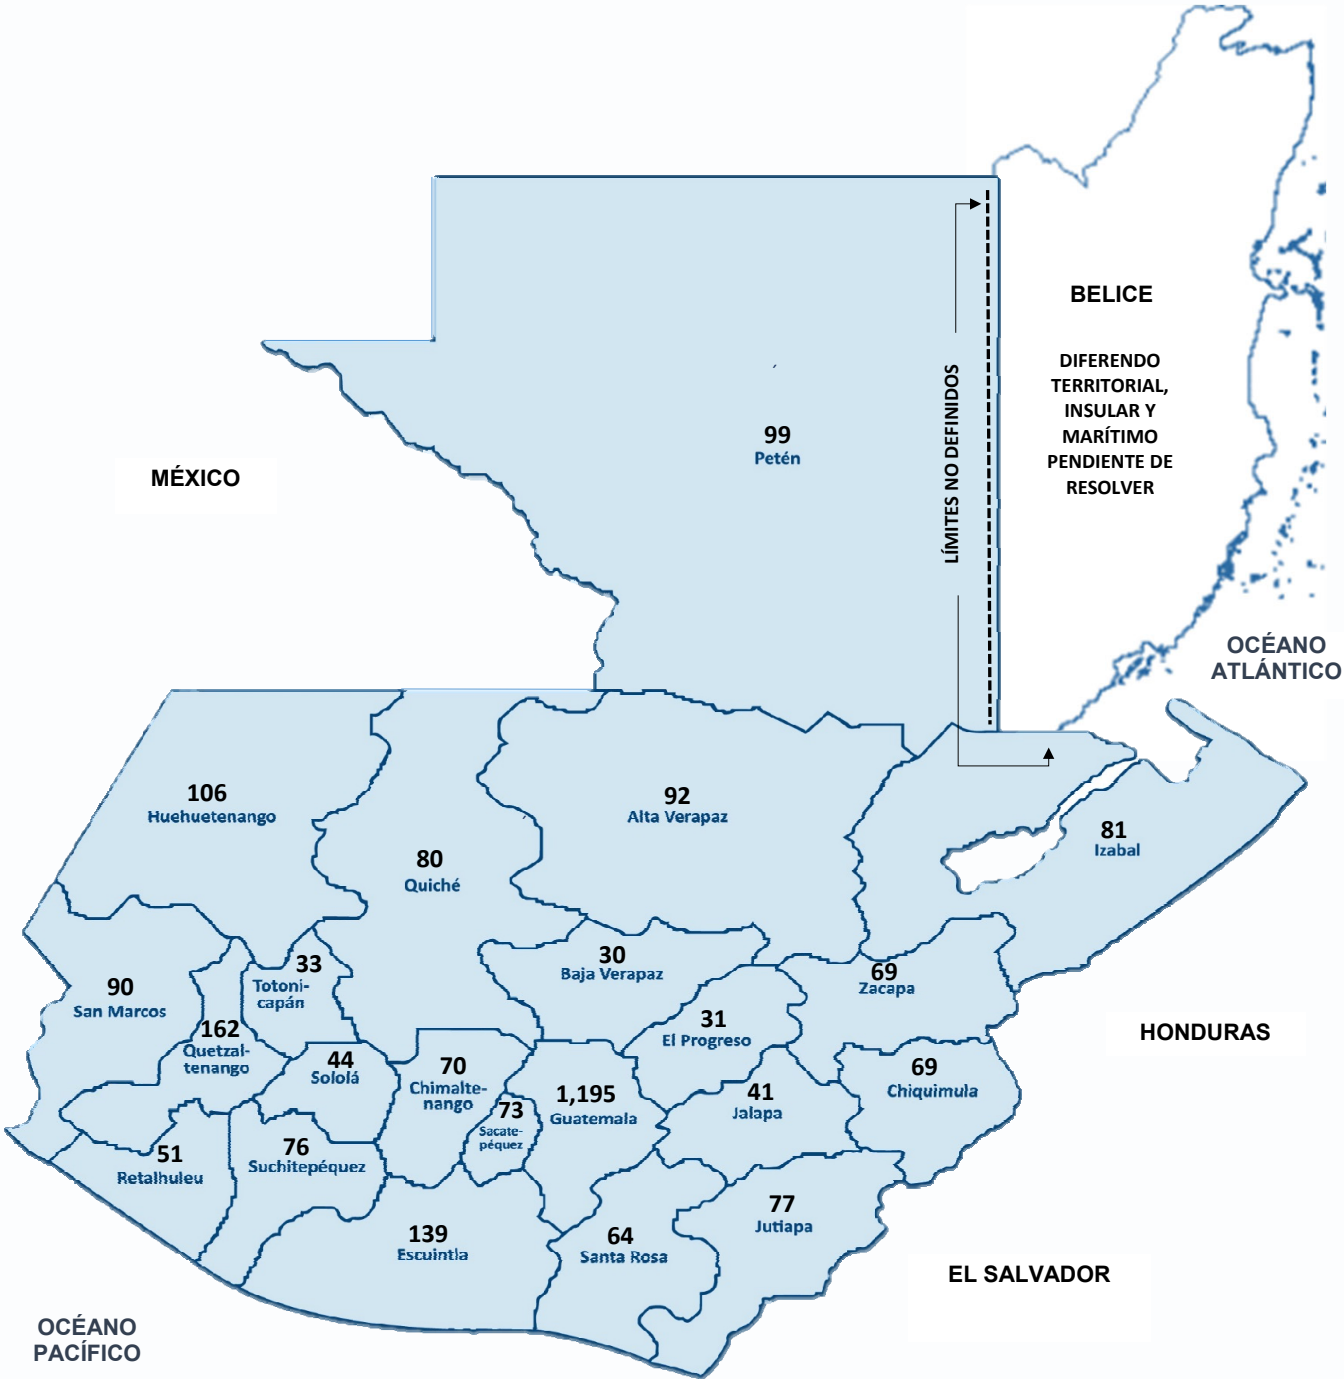 BELICE
DIFERENDO
TERRITORIAL,
INSULAR Y
MARÍTIMO
PENDIENTE DE
RESOLVER
LÍMITES NO DEFINIDOS
99
Petén
MÉXICO
OCÉANO
ATLÁNTICO
106
Huehuetenango
92
Alta Verapaz
81
Izabal
80
Quiché
30
Baja Verapaz
33
Totoni-
capán
69
Zacapa
90
San Marcos
162
Quetzal-
tenango
31
El Progreso
HONDURAS
44
Sololá
70
Chimalte-
nango
1,195
Guatemala
73
Sacate-
péquez
41
Jalapa
69
Chiquimula
51
Retalhuleu
76
Suchitepéquez
139
Escuintla
64
Santa Rosa
77
Jutiapa
EL SALVADOR
OCÉANO
PACÍFICO